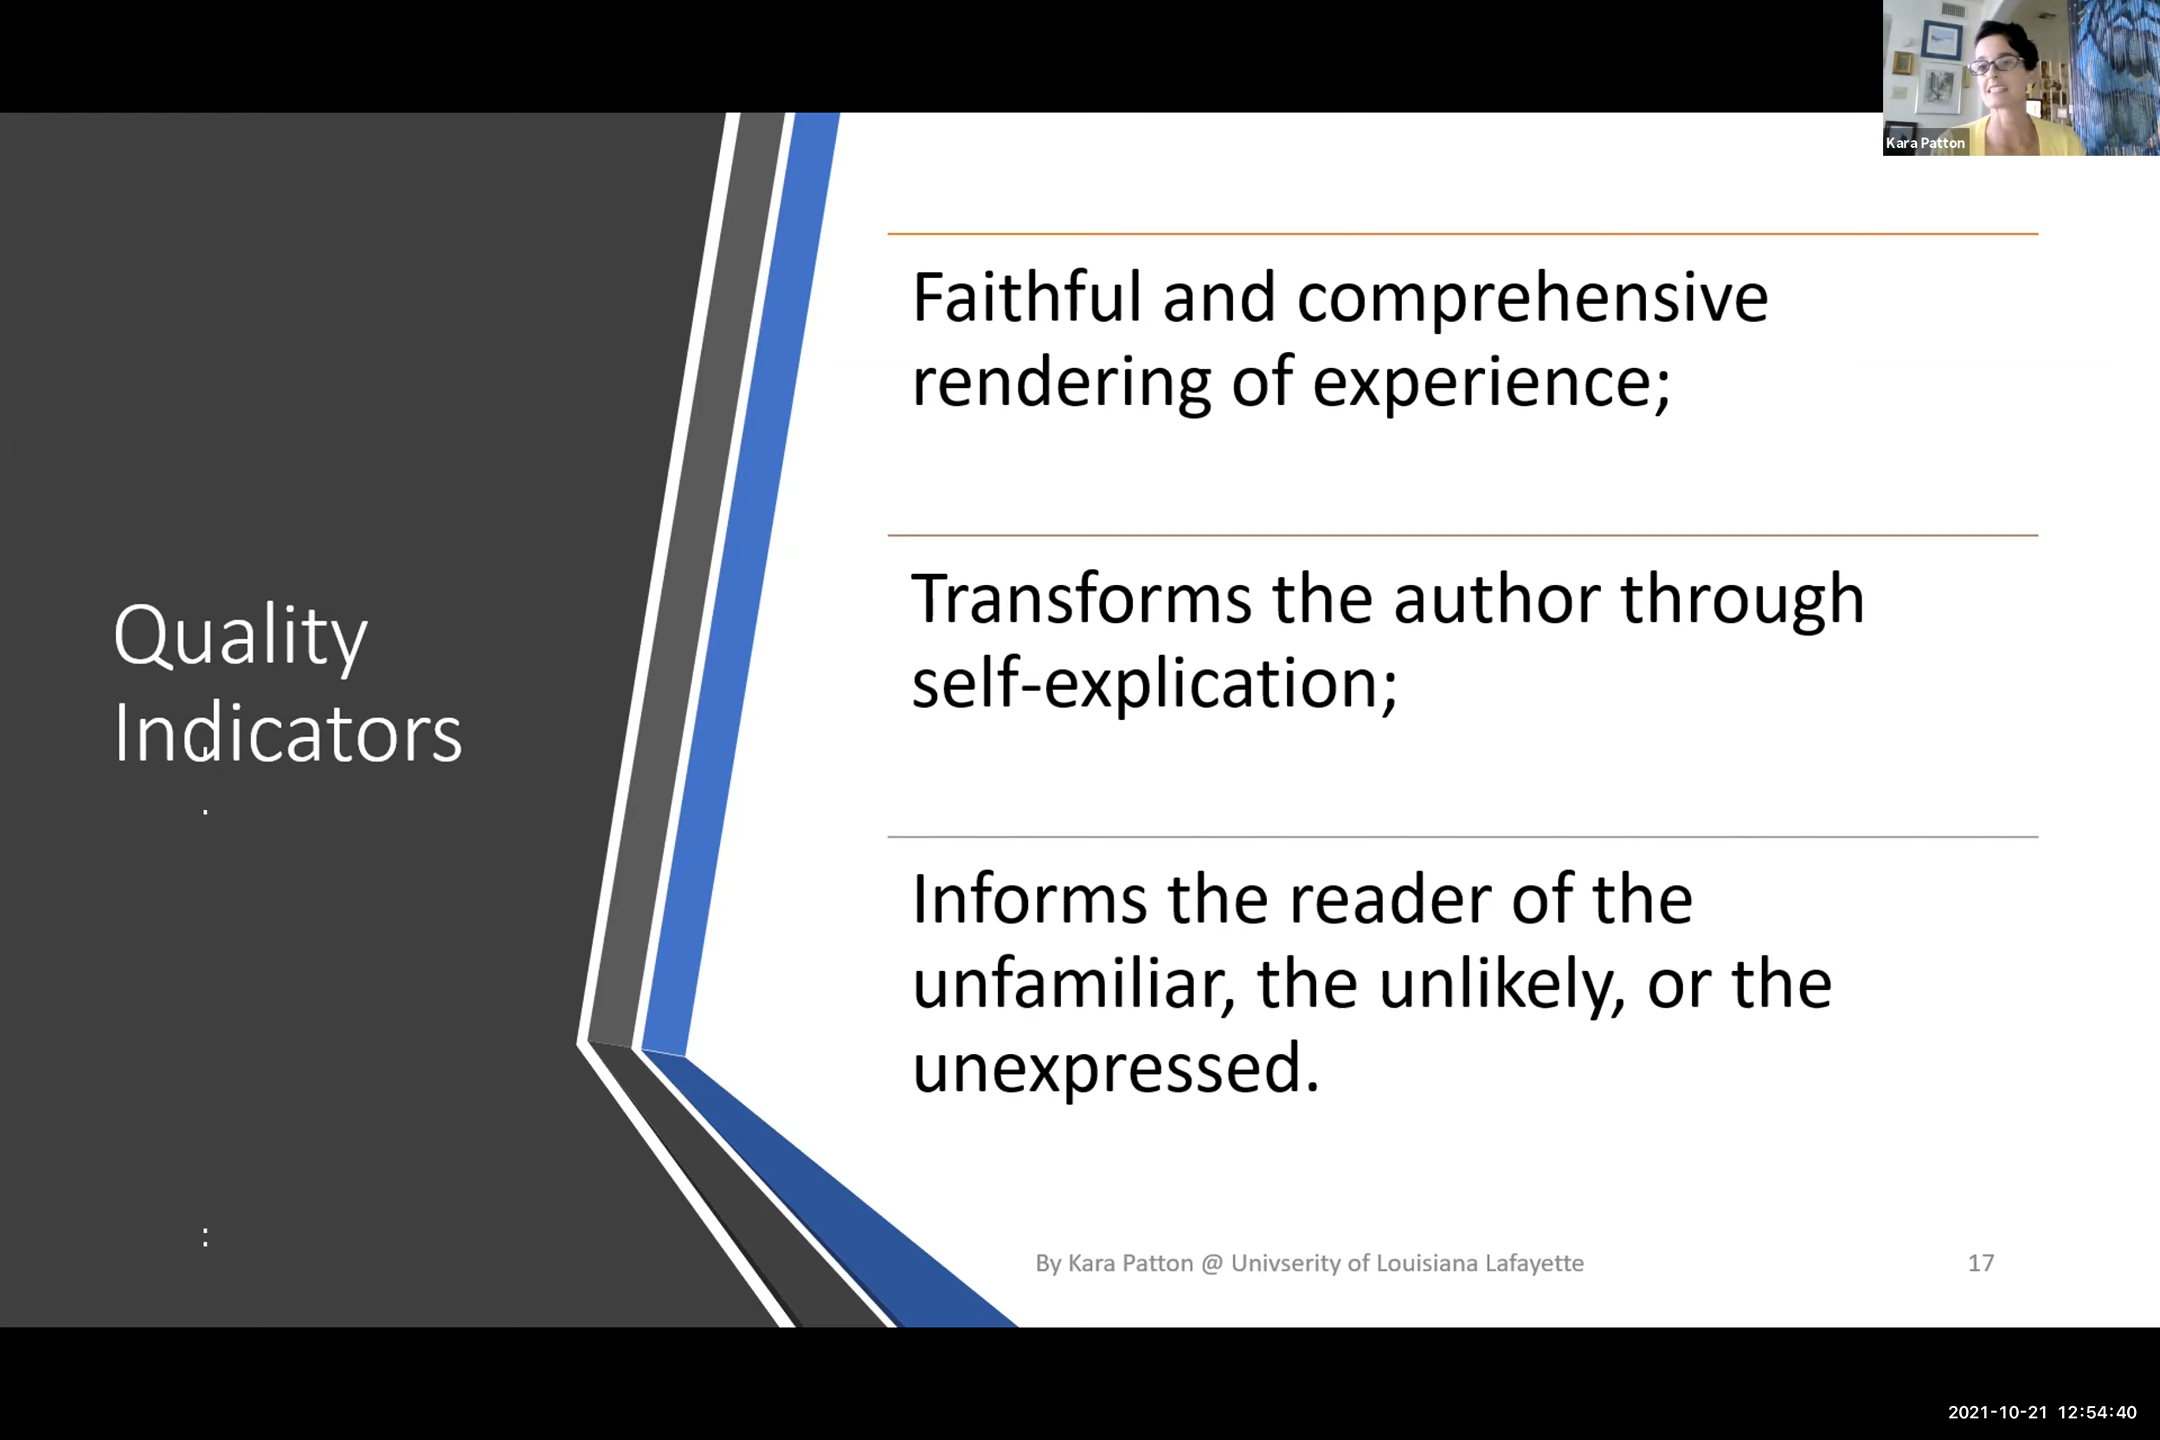 Kara Patton
Quality
Indicators
.
:
Faithful and comprehensive
rendering of experience;
Transforms the author through
self-explication;
Informs the reader of the
unfamiliar, the unlikely, or the
unexpressed.
By Kara Patton @ Univserity of Louisiana Lafayette
17
2021-10-21 12:54:40